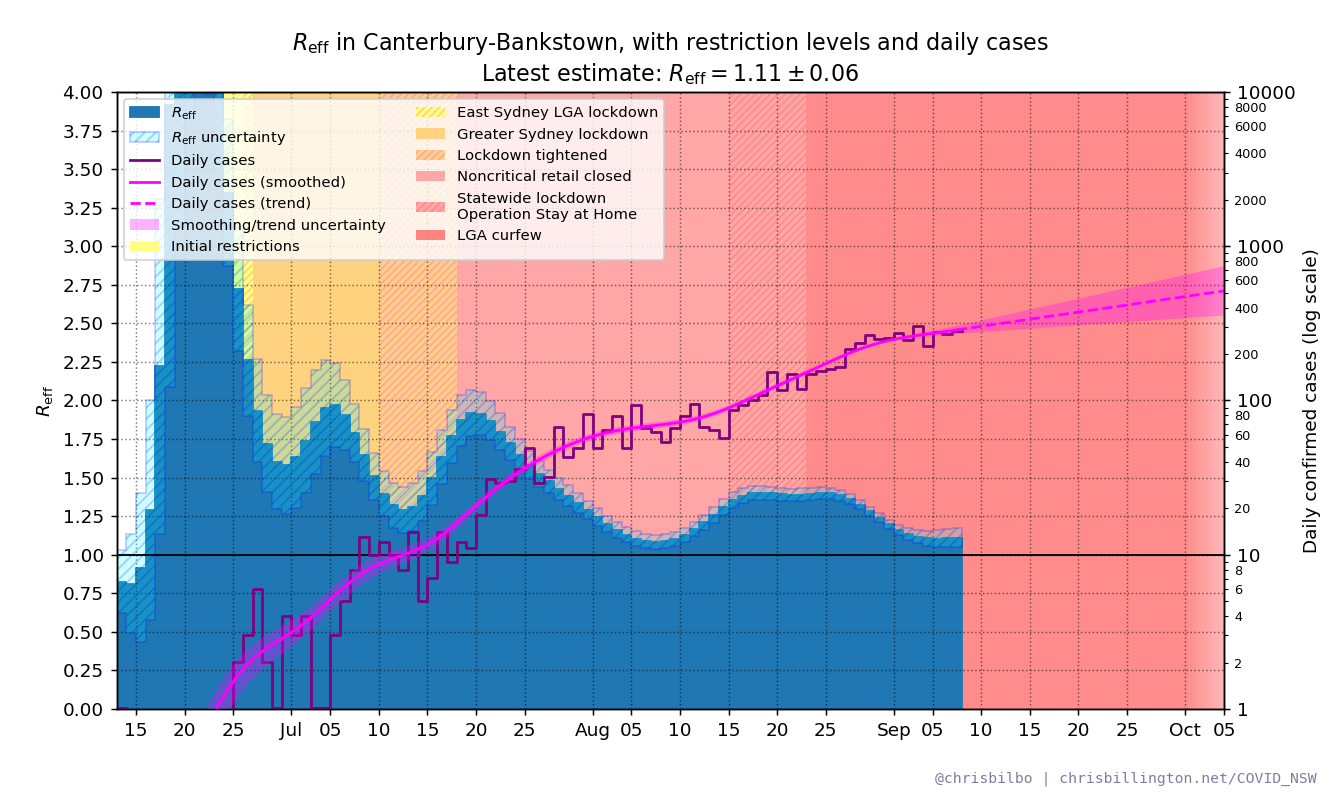 Reff in Canterbury-Bankstown, with restriction levels and daily cases
Latest estimate: Reff = 1.11 ± 0.06
4.00
3.75
3.50
3.25
3.00
2.75
2.50
2.25
2.00
1.75
1.50
1.25
1.00
0.75
0.50
0.25
0.00
Reff
Reff
Reff uncertainty
Daily cases
Daily cases (smoothed)
Daily cases (trend)
Smoothing/trend uncertainty
Initial restrictions
East Sydney LGA lockdown
Greater Sydney lockdown
Lockdown tightened
Noncritical retail closed
Statewide lockdown
Operation Stay at Home
LGA curfew
10000
8000
6000
4000
2000
1000
800
600
400
200
100
80
60
40
20
10
8
6
4
2
1
Daily confirmed cases (log scale)
15 20 25 Jul 05 10 15 20 25 Aug 05 10 15 20 25 Sep 05 10 15 20 25 Oct 05
@chrisbilbo | chrisbillington.net/COVID_NSW